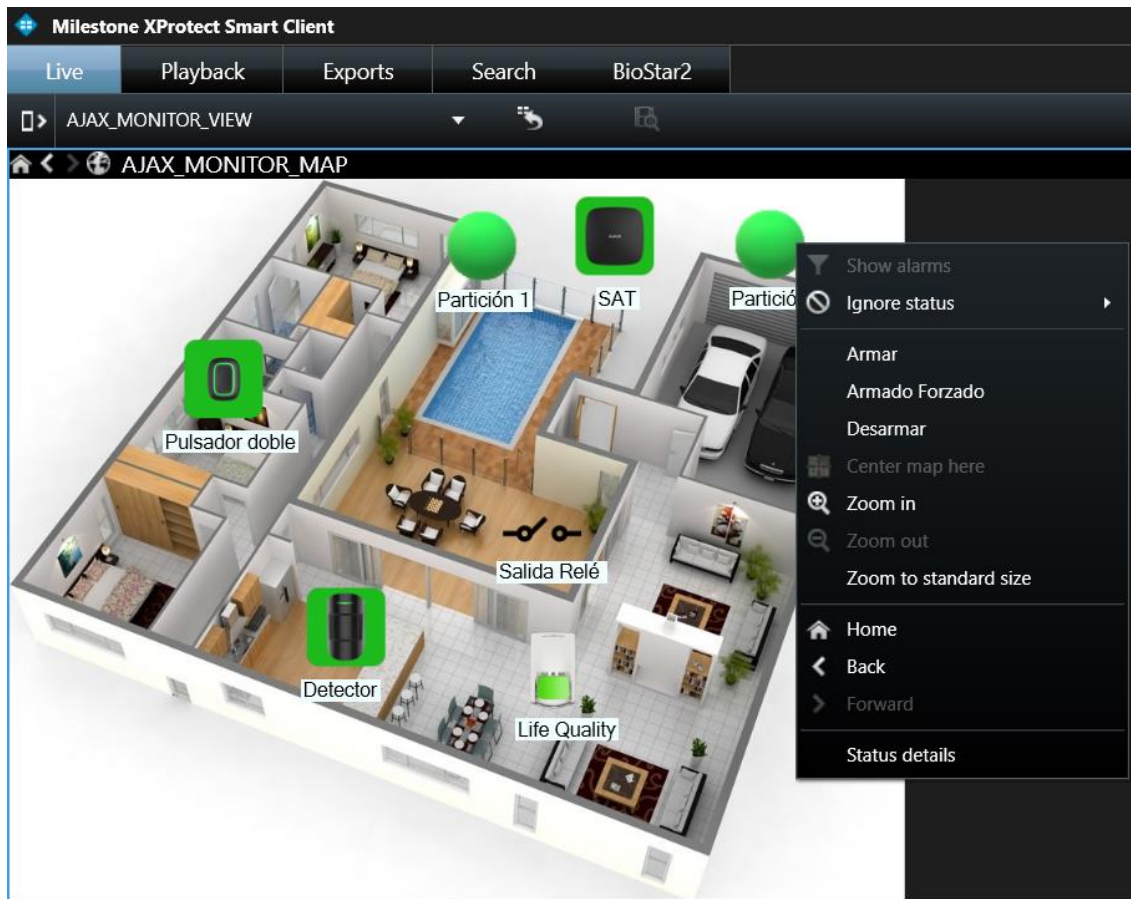 Milestone XProtect Smart Client
Live Playback Exports Search BioStar2
AJAX_MONITOR_VIEW
AJAX_MONITOR_MAP
Partición 1
SAT
Partició
Pulsador doble
Salida Relé
Detector
Life Quality
Show alarms
Ignore status
Armar
Armado Forzado
Desarmar
Center map here
Zoom in
Zoom out
Zoom to standard size
Home
Back
Forward
Status details